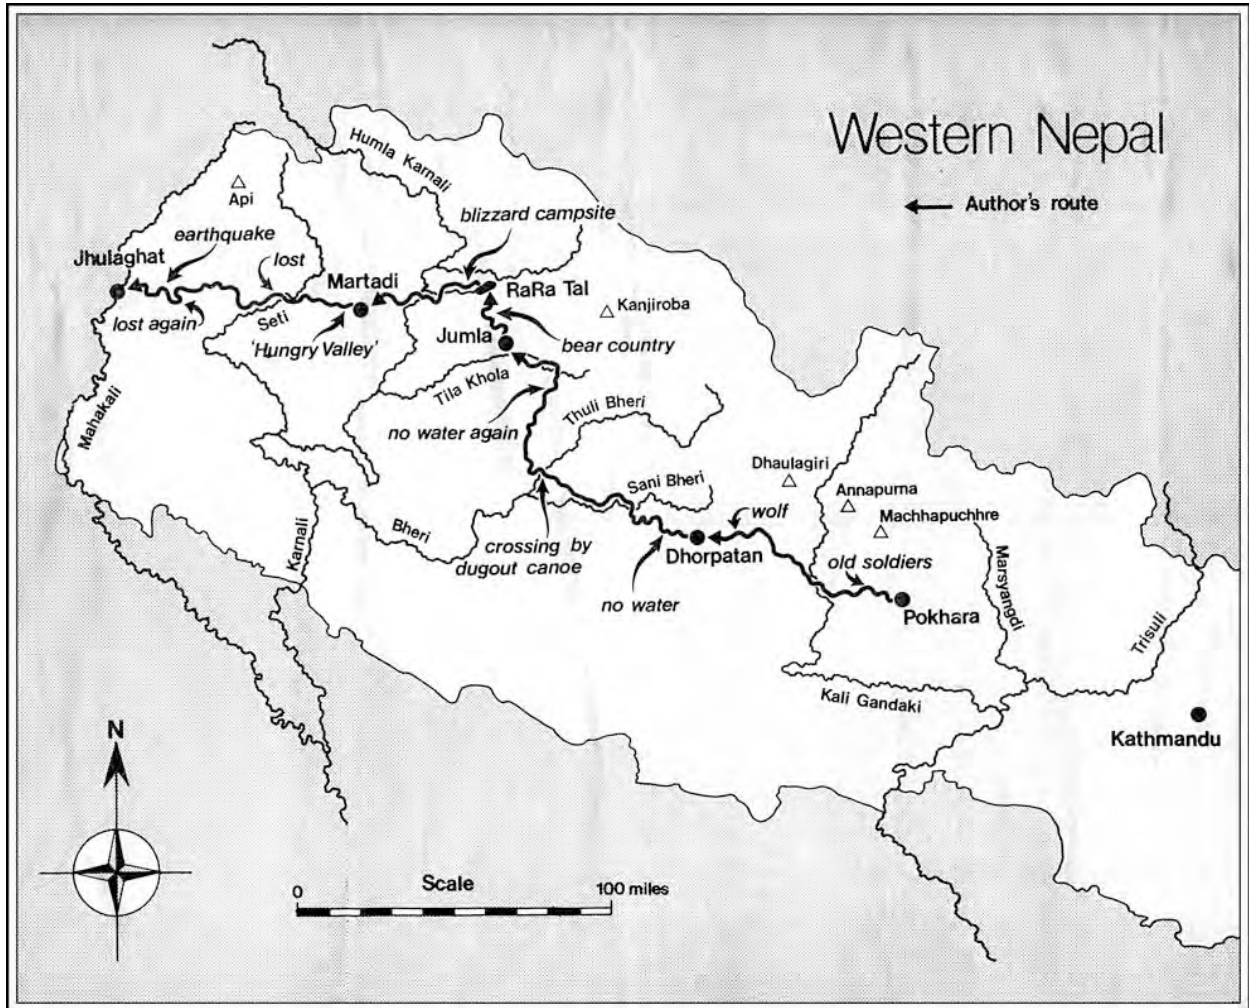 Western Nepal
Author's route
Humla Karnali
Api
blizzard campsite
earthquake
Jhulaghat
lost
Martadi
RaRa Tal
Kanjiroba
lost again
Seti
'Hungry Valley'
Jumla
bear country
Tila Khola
Thuli Bheri
Mahakali
no water again
Dhaulagiri
Sani Bheri
Annapurna
Machhapuchhre
wolf
Bheri
Karnali
crossing by
dugout canoe
Dhorpatan
old soldiers
Marsyangdi
no water
Pokhara
Trisuli
Kali Gandaki
Kathmandu
N
Scale
0
100 miles